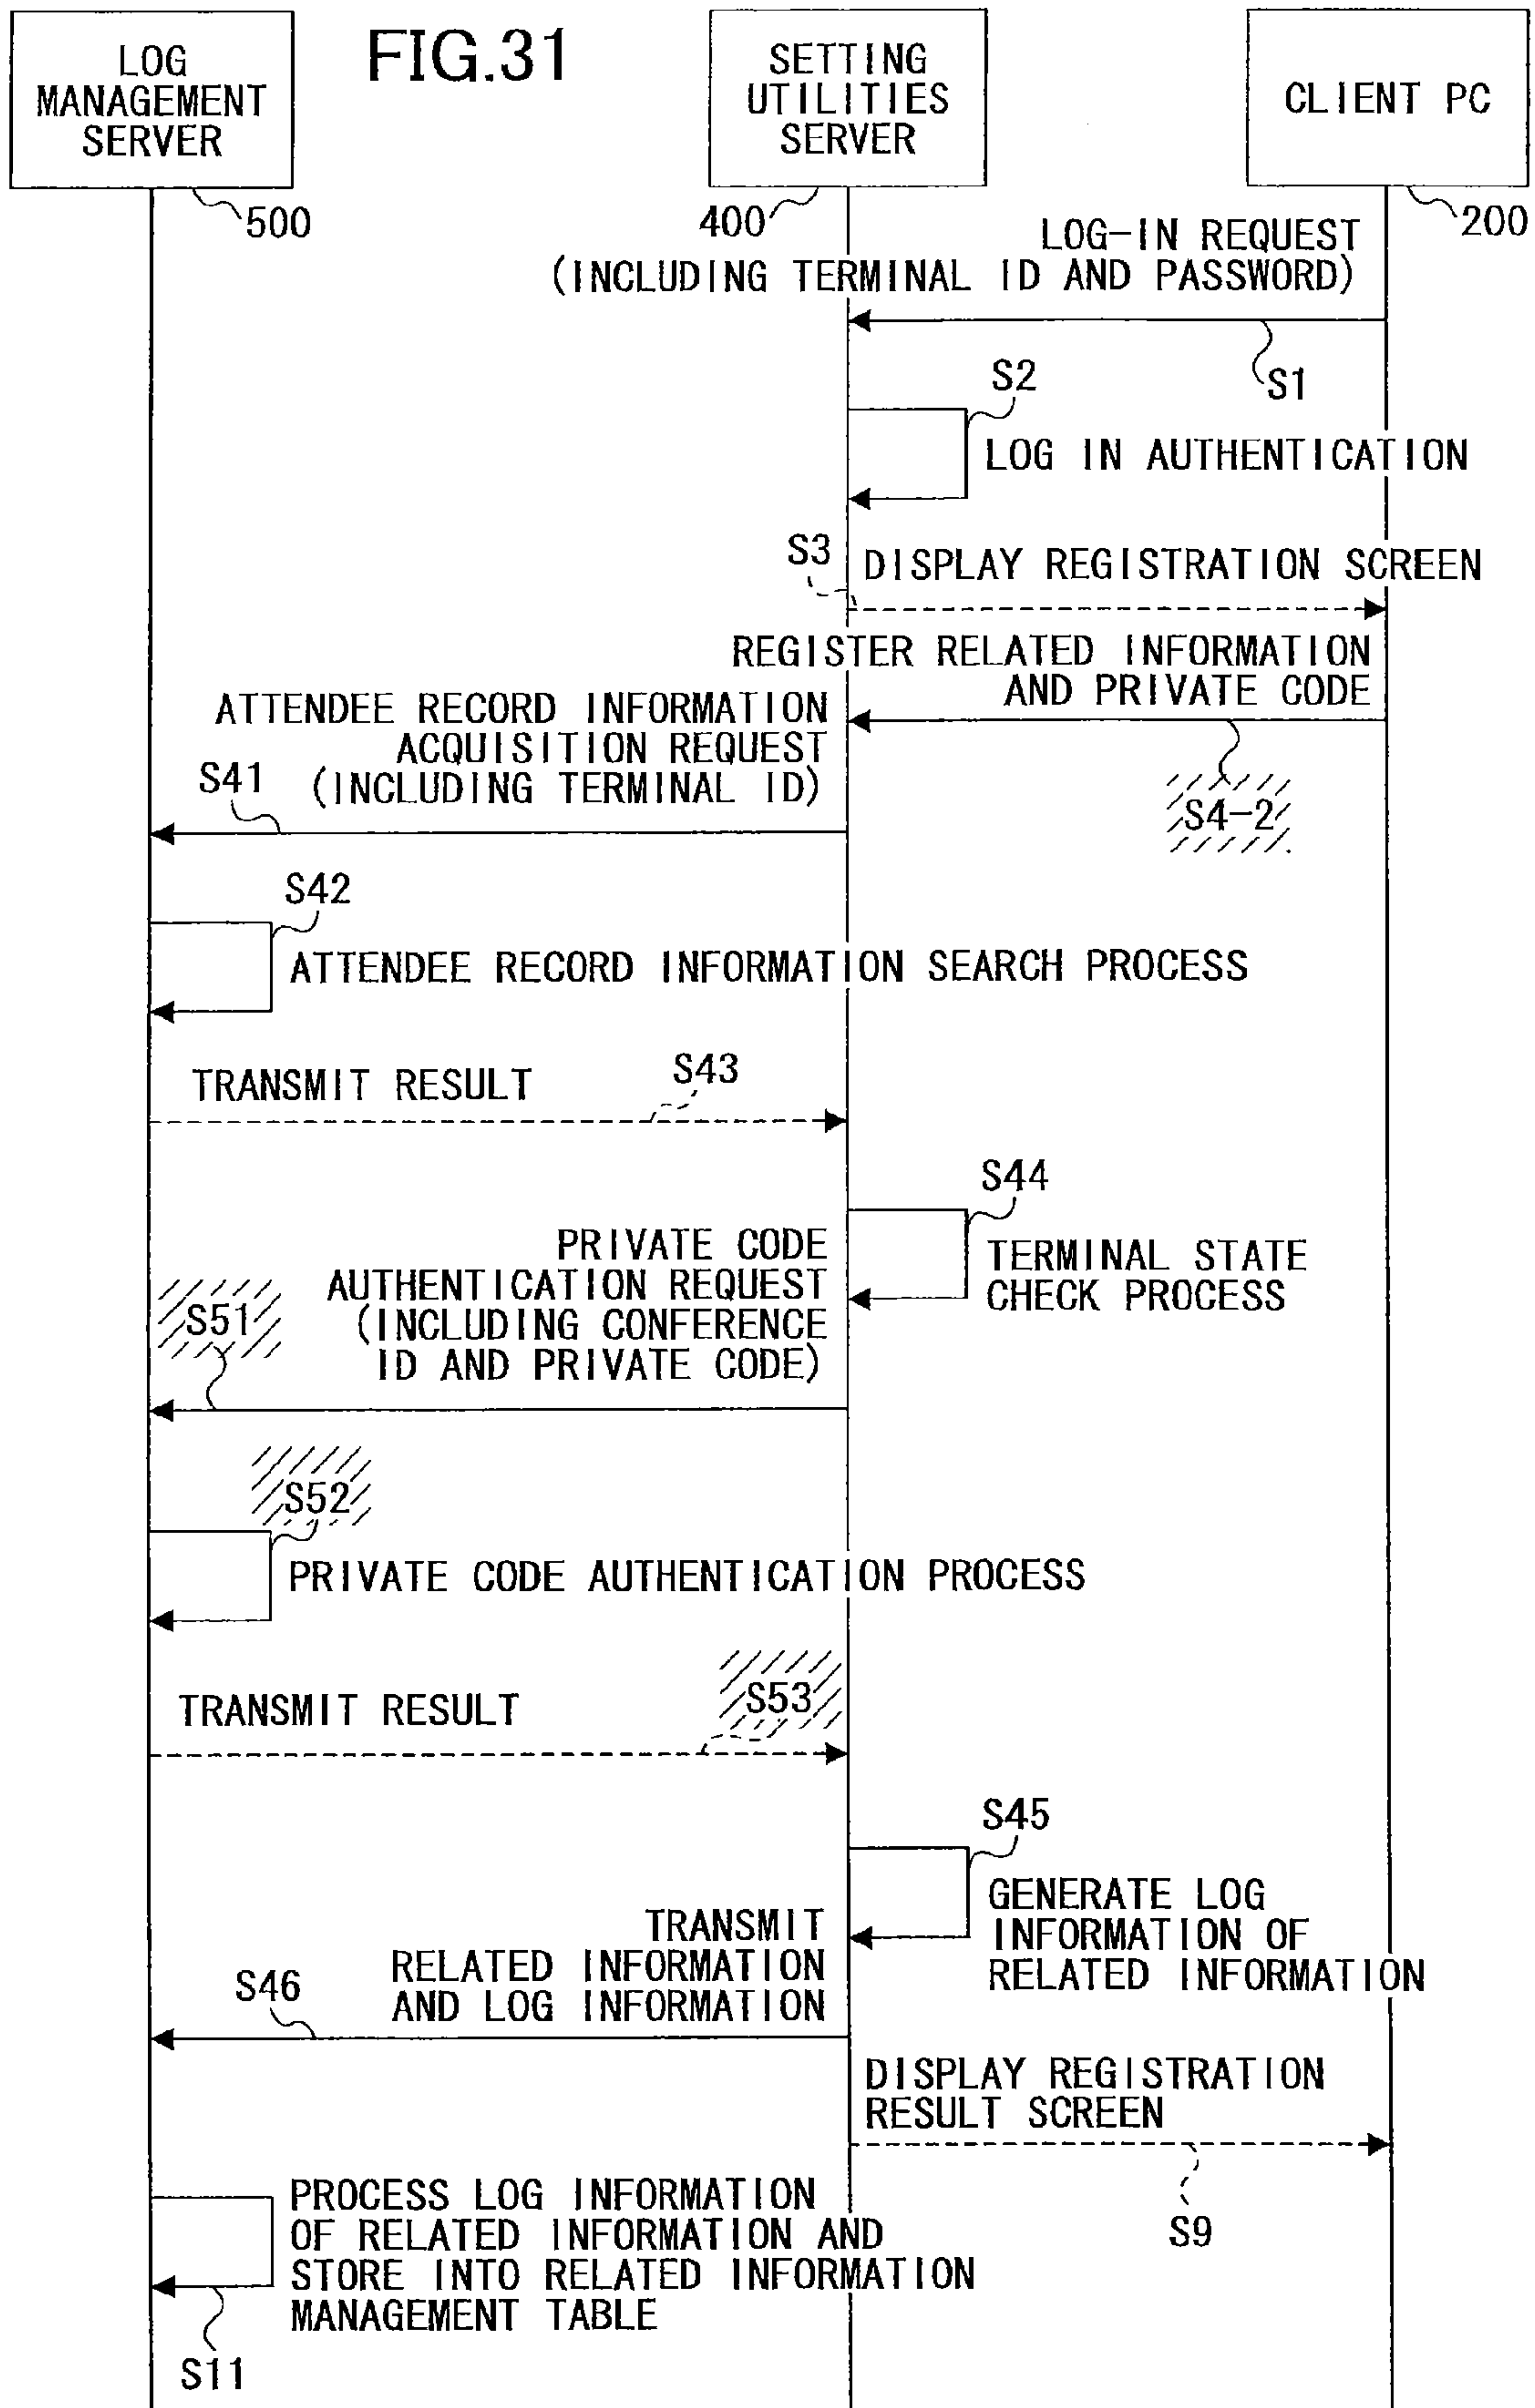 FIG.31
LOG
MANAGEMENT
SERVER
500
SETTING
UTILITIES
SERVER
400
CLIENT PC
200
LOG-IN REQUEST
(INCLUDING TERMINAL ID AND PASSWORD)
S1
S2
LOG IN AUTHENTICATION
S3
DISPLAY REGISTRATION SCREEN
REGISTER RELATED INFORMATION
AND PRIVATE CODE
S4-2
ATTENDEE RECORD INFORMATION
ACQUISITION REQUEST
(INCLUDING TERMINAL ID)
S41
S42
ATTENDEE RECORD INFORMATION SEARCH PROCESS
TRANSMIT RESULT
S43
S44
TERMINAL STATE
CHECK PROCESS
PRIVATE CODE
AUTHENTICATION REQUEST
(INCLUDING CONFERENCE
ID AND PRIVATE CODE)
S51
S52
PRIVATE CODE AUTHENTICATION PROCESS
TRANSMIT RESULT
S53
S45
GENERATE LOG
INFORMATION OF
RELATED INFORMATION
TRANSMIT
RELATED INFORMATION
AND LOG INFORMATION
S46
DISPLAY REGISTRATION
RESULT SCREEN
S9
PROCESS LOG INFORMATION
OF RELATED INFORMATION AND
STORE INTO RELATED INFORMATION
MANAGEMENT TABLE
S11